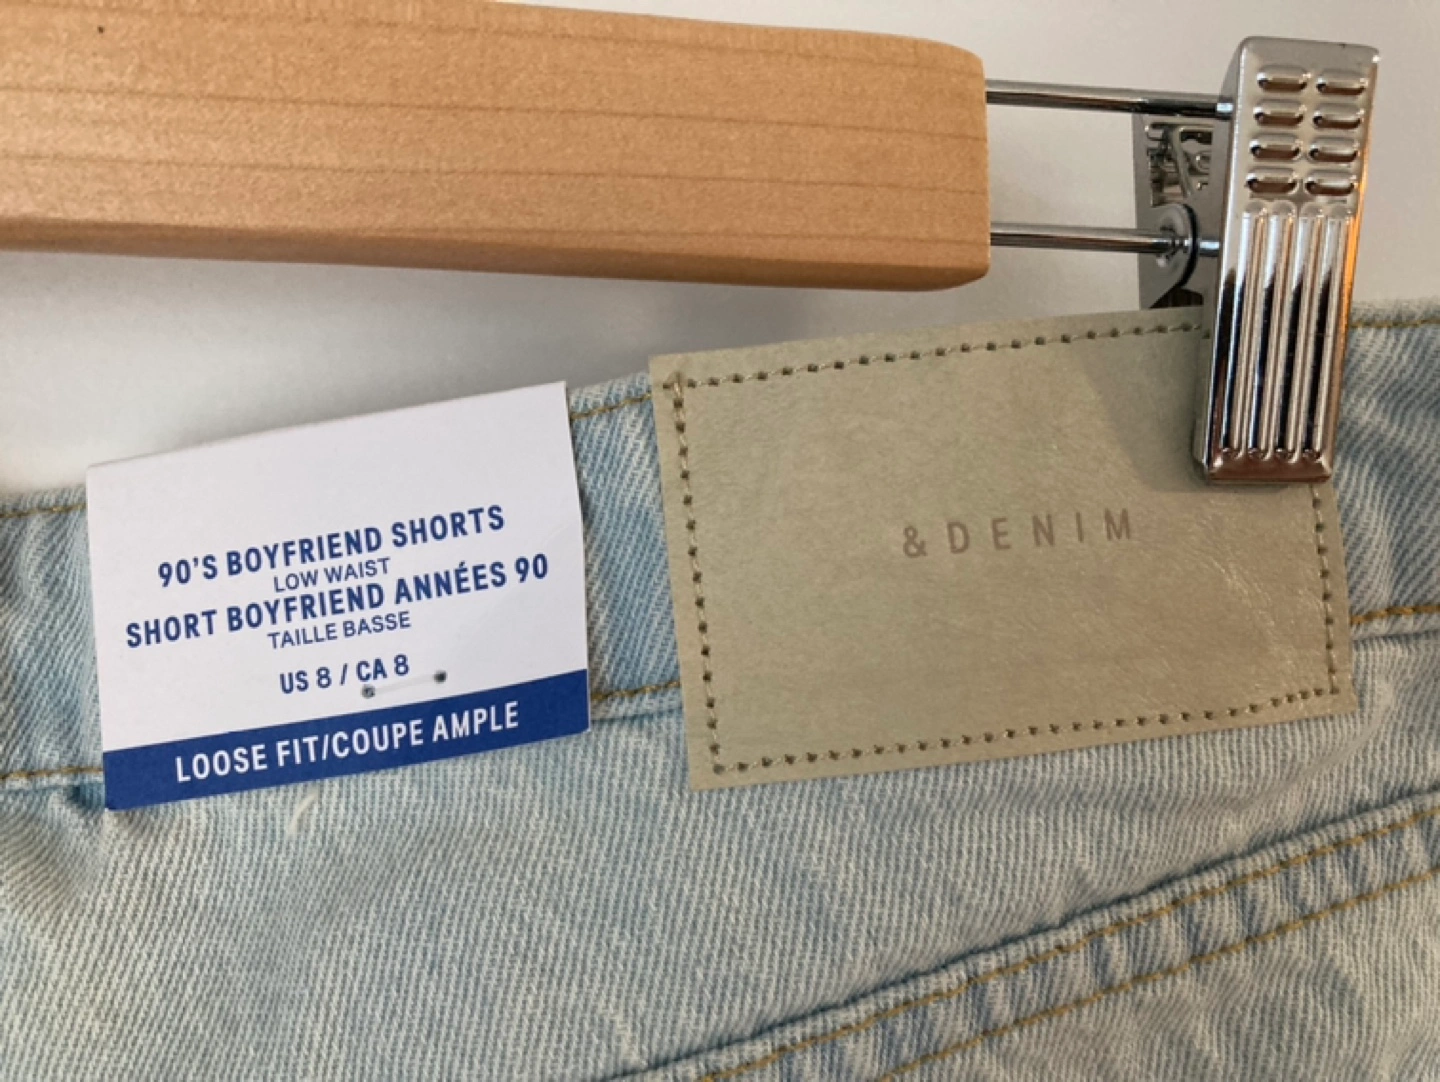 90'S BOYFRIEND SHORTS
LOW WAIST
SHORT BOYFRIEND ANNÉES 90
TAILLE BASSE
US 8 / CA 8
LOOSE FIT/COUPE AMPLE
&DENIM